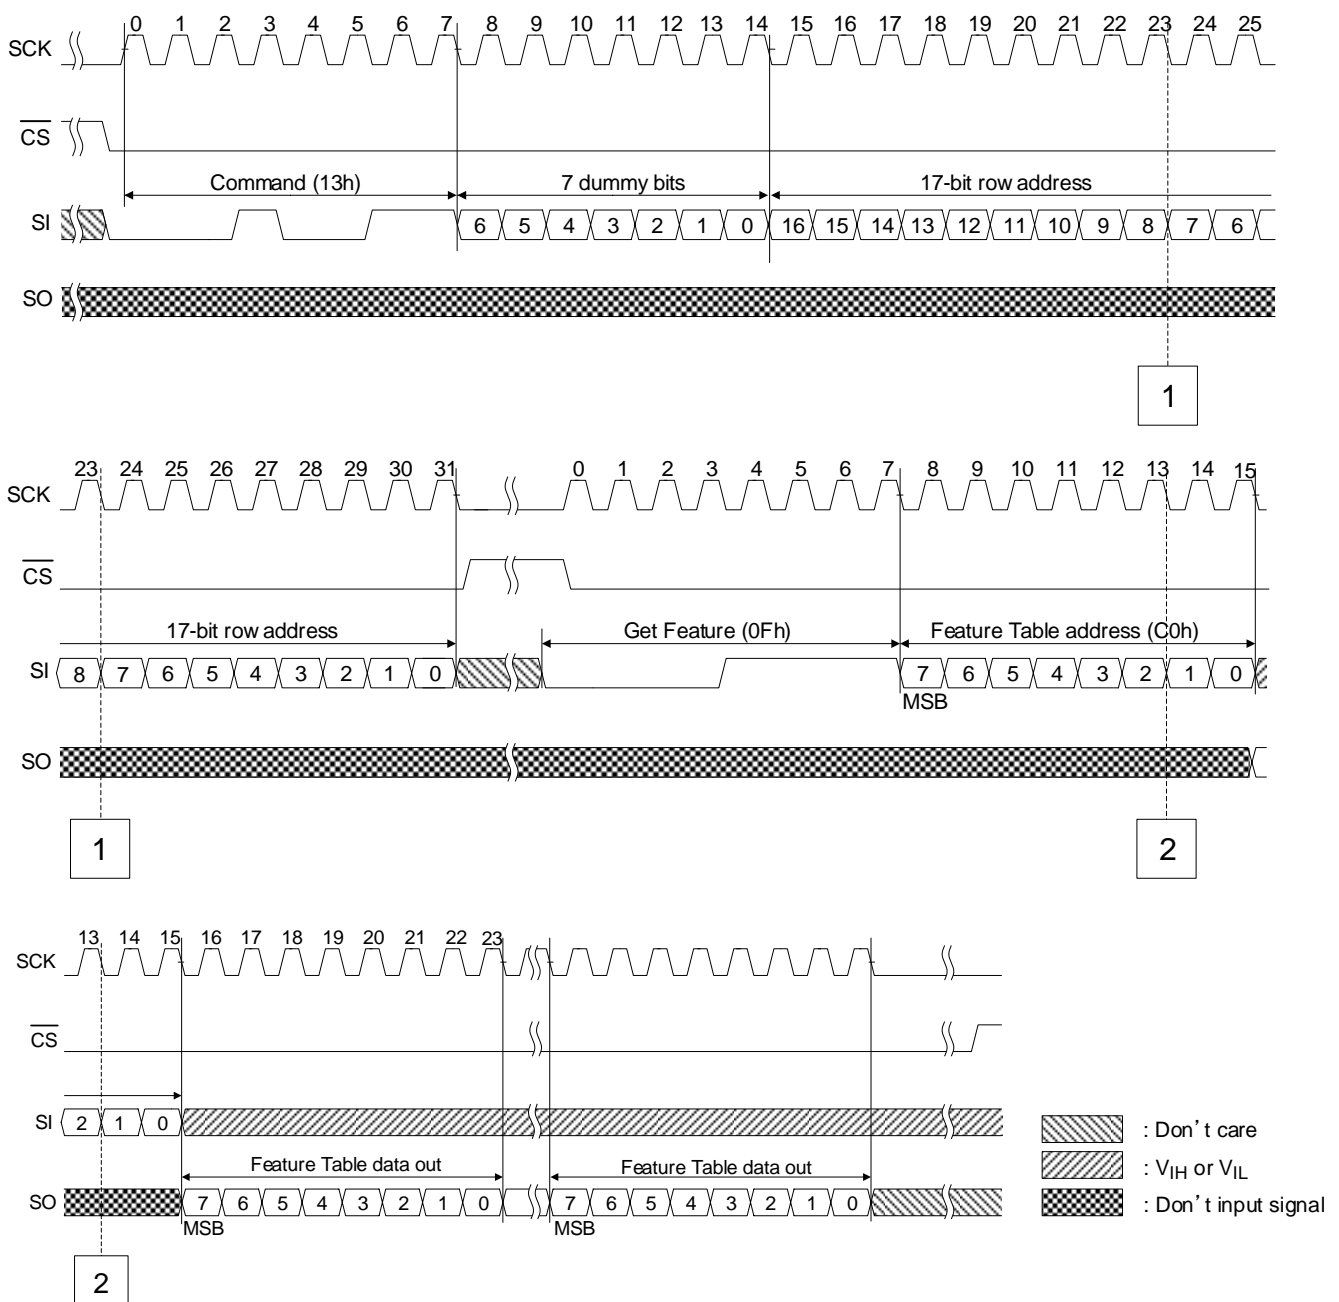 0 1 2 3 4 5 6 7 8 9 10 11 12 13 14 15 16 17 18 19 20 21 22 23 24 25
SCK
CS
Command (13h) 7 dummy bits 17-bit row address
SI 6 5 4 3 2 1 0 16 15 14 13 12 11 10 9 8 7 6
SO
1
23 24 25 26 27 28 29 30 31 0 1 2 3 4 5 6 7 8 9 10 11 12 13 14 15
SCK
CS
17-bit row address Get Feature (0Fh) Feature Table address (C0h)
SI 8 7 6 5 4 3 2 1 0 7 6 5 4 3 2 1 0
MSB
SO
1 2
13 14 15 16 17 18 19 20 21 22 23
SCK
CS
SI 2 1 0
: Don't care
Feature Table data out Feature Table data out
: VIH or VIL
SO 7 6 5 4 3 2 1 0 7 6 5 4 3 2 1 0
: Don't input signal
MSB MSB
2